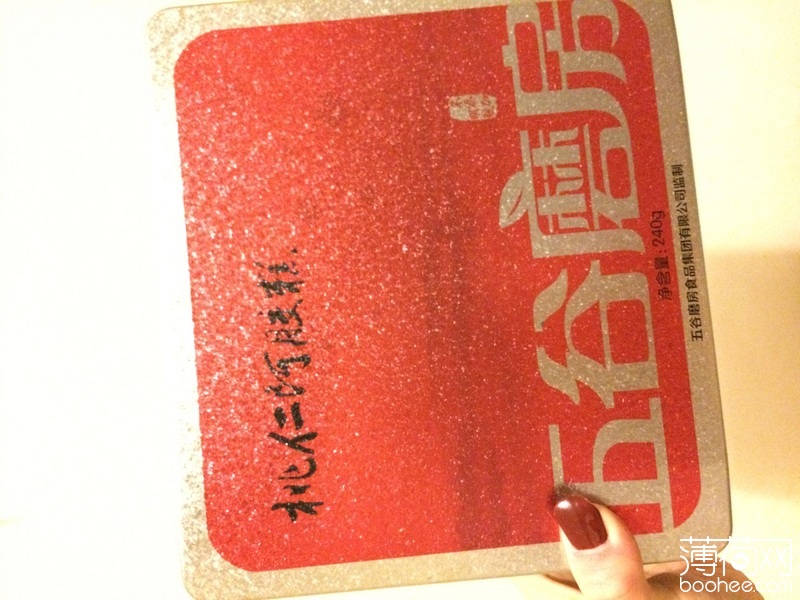 桃仁阿胶糕
五谷磨房
净含量：240g
五谷磨房食品集团有限公司监制
薄荷网
boohee.com